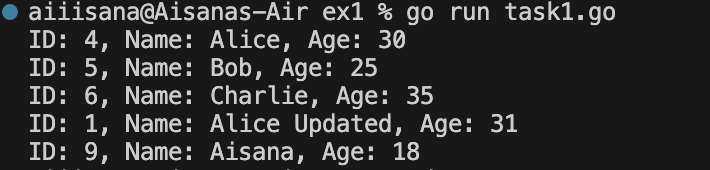 aiiisana@Aisanas-Air ex1 % go run task1.go
ID: 4, Name: Alice, Age: 30
ID: 5, Name: Bob, Age: 25
ID: 6, Name: Charlie, Age: 35
ID: 1, Name: Alice Updated, Age: 31
ID: 9, Name: Aisana, Age: 18